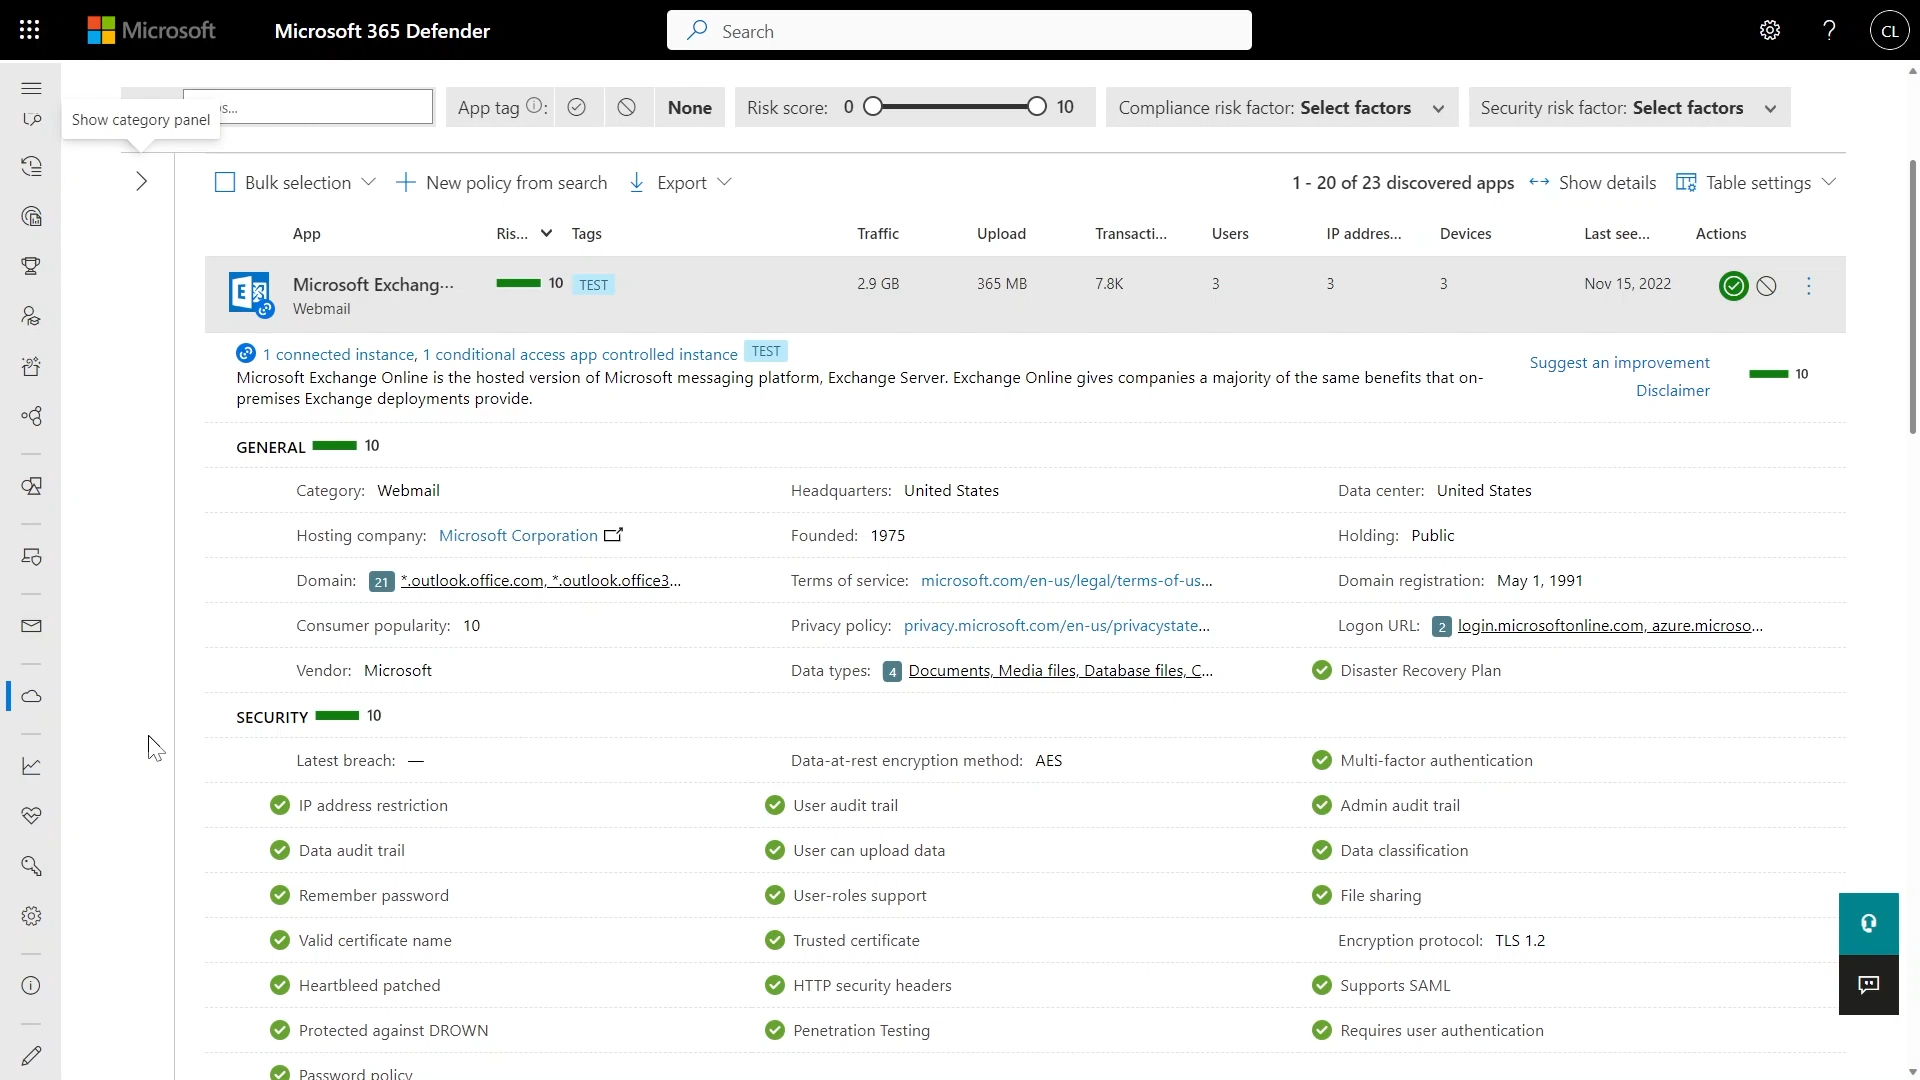 Microsoft
Microsoft 365 Defender
Search
CL
Show category panel
s...
App tag :
None
Risk score: 0 10
Compliance risk factor: Select factors
Security risk factor: Select factors
Bulk selection
New policy from search
Export
1 - 20 of 23 discovered apps
Show details
Table settings
App Ris... Tags Traffic Upload Transacti... Users IP addres... Devices Last see... Actions
Microsoft Exchang... 10 TEST 2.9 GB 365 MB 7.8K 3 3 3 Nov 15, 2022
Webmail
1 connected instance, 1 conditional access app controlled instance TEST
Microsoft Exchange Online is the hosted version of Microsoft messaging platform, Exchange Server. Exchange Online gives companies a majority of the same benefits that on-
premises Exchange deployments provide.
Suggest an improvement
Disclaimer
10
GENERAL 10
Category: Webmail Headquarters: United States Data center: United States
Hosting company: Microsoft Corporation Founded: 1975 Holding: Public
Domain: 21 *.outlook.office.com, *.outlook.office3... Terms of service: microsoft.com/en-us/legal/terms-of-us... Domain registration: May 1, 1991
Consumer popularity: 10 Privacy policy: privacy.microsoft.com/en-us/privacystate... Logon URL: 2 login.microsoftonline.com, azure.microso...
Vendor: Microsoft Data types: 4 Documents, Media files, Database files, C... Disaster Recovery Plan
SECURITY 10
Latest breach: — Data-at-rest encryption method: AES Multi-factor authentication
IP address restriction User audit trail Admin audit trail
Data audit trail User can upload data Data classification
Remember password User-roles support File sharing
Valid certificate name Trusted certificate Encryption protocol: TLS 1.2
Heartbleed patched HTTP security headers Supports SAML
Protected against DROWN Penetration Testing Requires user authentication
Password policy